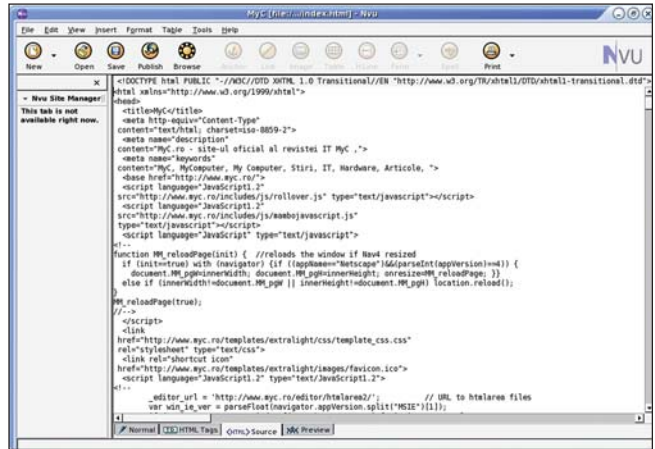 MyC [file:/.../index.html] - Nvu
File Edit View Insert Format Table Tools Help
New Open Save Publish Browse Anchor Link Image Table Form Spell Print
NVU
Nvu Site Manager
This tab is not
available right now.
<!DOCTYPE html PUBLIC "-//W3C//DTD XHTML 1.0 Transitional//EN" "http://www.w3.org/TR/xhtml1/DTD/xhtml1-transitional.dtd">
<html xmlns="http://www.w3.org/1999/xhtml">
<head>
<title>MyC</title>
<meta http-equiv="Content-Type"
content="text/html; charset=iso-8859-2">
<meta name="description"
content="MyC.ro - site-ul oficial al revistei IT MyC ,">
<meta name="keywords"
content="MyC, MyComputer, My Computer, Stiri, IT, Hardware, Articole, ">
<base href="http://www.myc.ro/">
<script language="JavaScript1.2"
src="http://www.myc.ro/includes/js/rollover.js" type="text/javascript"></script>
<script language="JavaScript1.2"
src="http://www.myc.ro/includes/js/mambojavascript.js"
type="text/javascript"></script>
<script language="JavaScript" type="text/javascript">
<!--
function MM_reloadPage(init) { //reloads the window if Nav4 resized
if (init==true) with (navigator) {if ((appName=="Netscape")&&(parseInt(appVersion)==4)) {
document.MM_pgW=innerWidth; document.MM_pgH=innerHeight; onresize=MM_reloadPage; }}
else if (innerWidth!=document.MM_pgW || innerHeight!=document.MM_pgH) location.reload();
}
MM_reloadPage(true);
//-->
</script>
<link
href="http://www.myc.ro/templates/extralight/css/template_css.css"
rel="stylesheet" type="text/css">
<link rel="shortcut icon"
href="http://www.myc.ro/templates/extralight/images/favicon.ico">
<script language="JavaScript1.2" type="text/JavaScript1.2">
<!--
_editor_url = 'http://www.myc.ro/editor/htmlarea2/'; // URL to htmlarea files
var win_ie_ver = parseFloat(navigator.appVersion.split("MSIE")[1]);
Normal HTML Tags <HTML> Source Preview